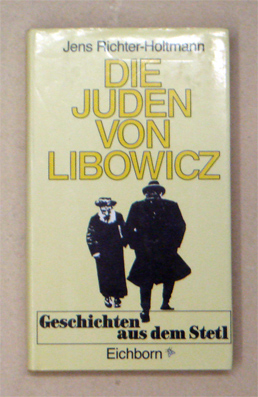 Jens Richter-Holtmann
DIE
JUDEN
VON
LIBOWICZ
Geschichten
aus dem Stetl
Eichborn